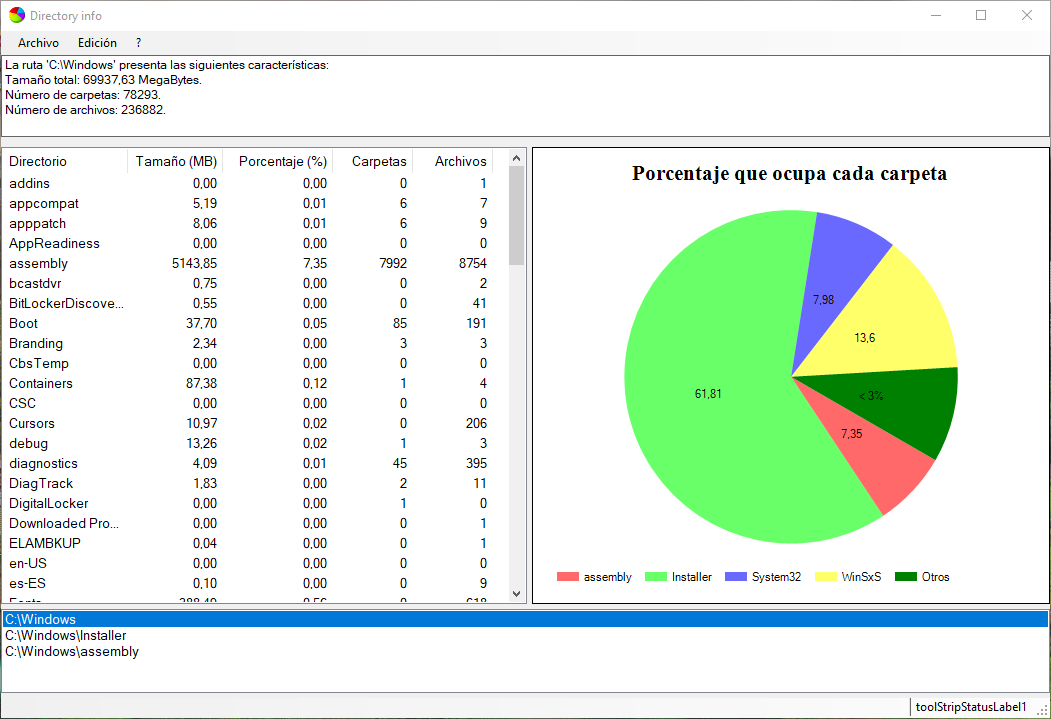 Directory info
Archivo Edición ?
La ruta 'C:\Windows' presenta las siguientes características:
Tamaño total: 69937,63 MegaBytes.
Número de carpetas: 78293.
Número de archivos: 236882.
Directorio Tamaño (MB) Porcentaje (%) Carpetas Archivos
addins 0,00 0,00 0 1
appcompat 5,19 0,01 6 7
apppatch 8,06 0,01 6 9
AppReadiness 0,00 0,00 0 0
assembly 5143,85 7,35 7992 8754
bcastdvr 0,75 0,00 0 2
BitLockerDiscove... 0,55 0,00 0 41
Boot 37,70 0,05 85 191
Branding 2,34 0,00 3 3
CbsTemp 0,00 0,00 0 0
Containers 87,38 0,12 1 4
CSC 0,00 0,00 0 0
Cursors 10,97 0,02 0 206
debug 13,26 0,02 1 3
diagnostics 4,09 0,01 45 395
DiagTrack 1,83 0,00 2 11
DigitalLocker 0,00 0,00 1 0
Downloaded Pro... 0,00 0,00 0 1
ELAMBKUP 0,04 0,00 0 1
en-US 0,00 0,00 0 0
es-ES 0,10 0,00 0 9
Porcentaje que ocupa cada carpeta
7,98
13,6
61,81
< 3%
7,35
assembly Installer System32 WinSxS Otros
C:\Windows
C:\Windows\Installer
C:\Windows\assembly
toolStripStatusLabel1